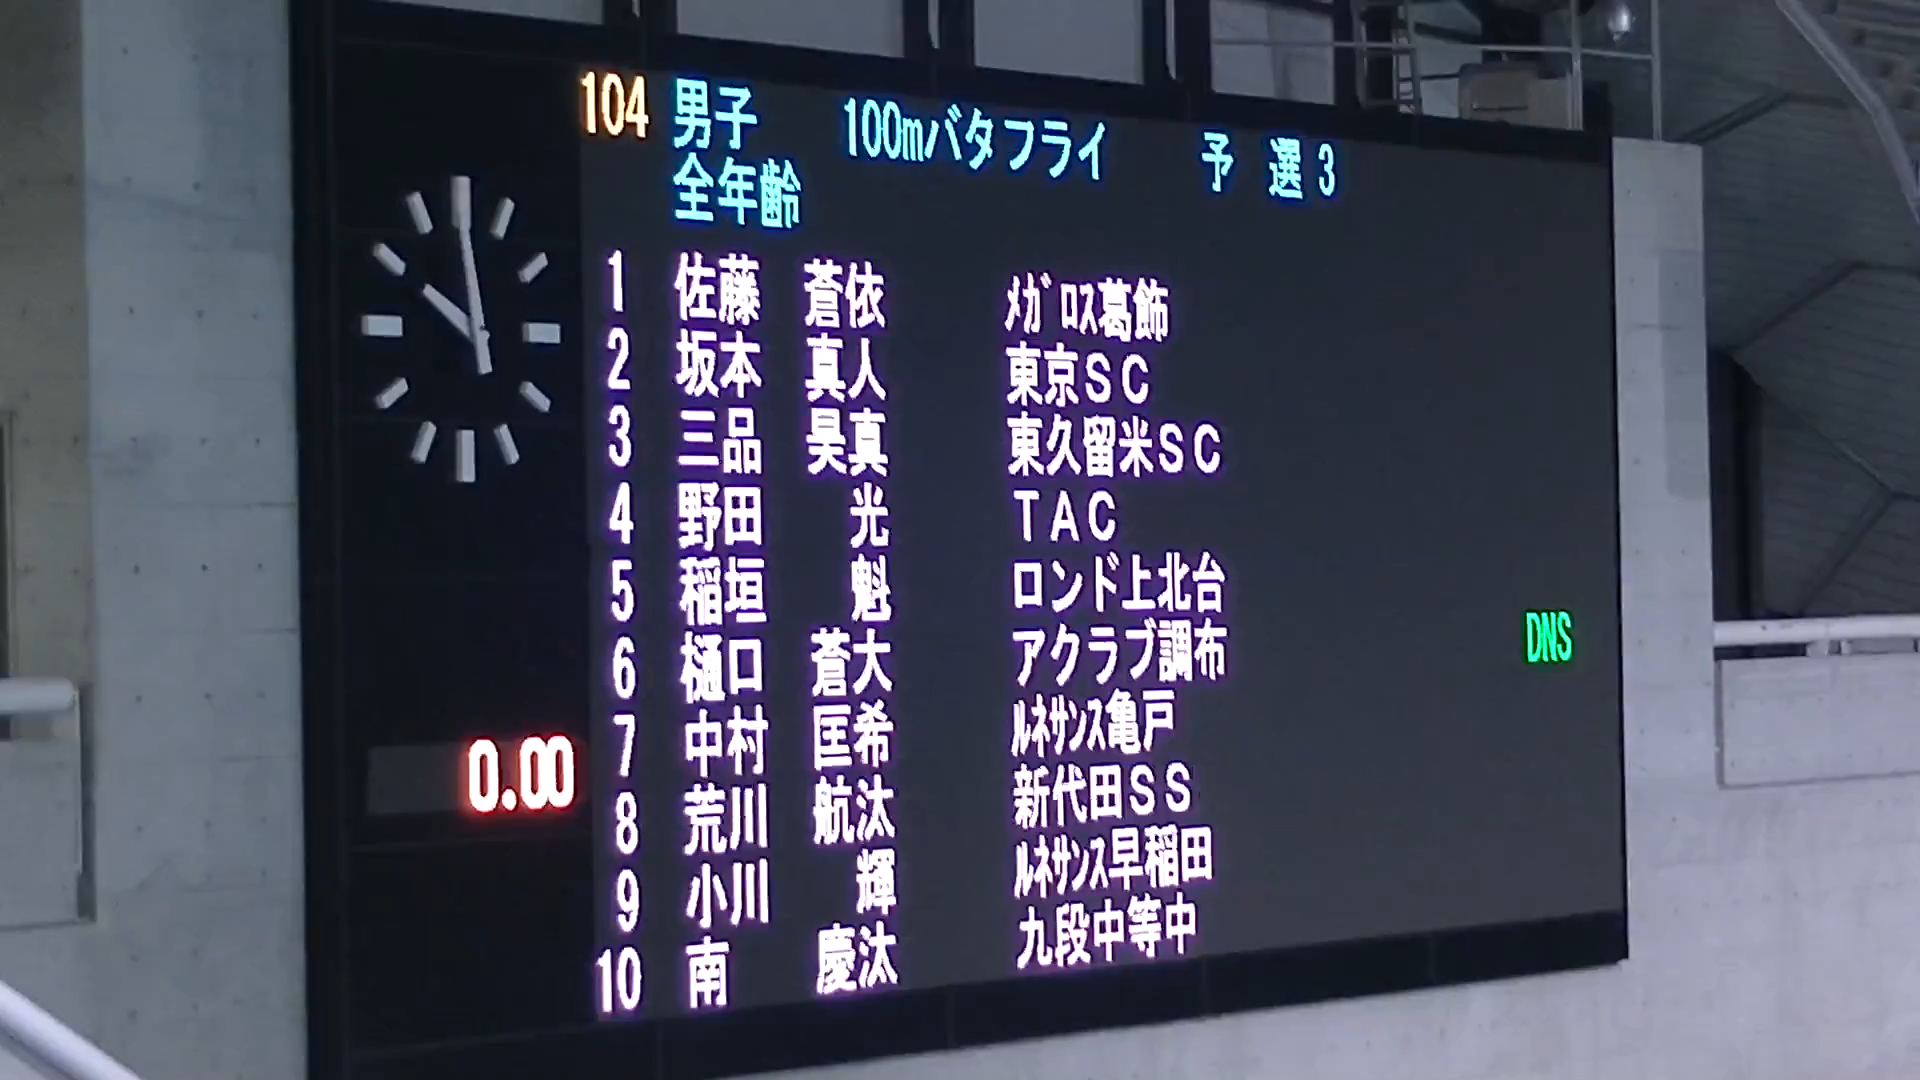 104 男子 100mバタフライ 予 選 3
全年齢
1 佐藤 蒼依 ﾒｶﾞﾛｽ葛飾
2 坂本 真人 東京ＳＣ
3 三品 昊真 東久留米ＳＣ
4 野田 光 ＴＡＣ
5 稲垣 魁 ロンド上北台
6 樋口 蒼大 アクラブ調布 DNS
7 中村 匡希 ﾙﾈｻﾝｽ亀戸
8 荒川 航汰 新代田ＳＳ
9 小川 輝 ﾙﾈｻﾝｽ早稲田
10 南 慶汰 九段中等中
0.00